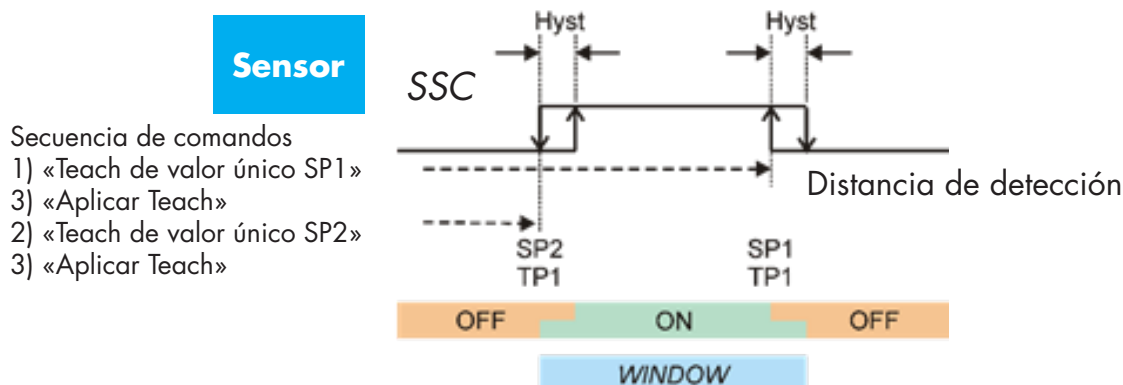 Hyst
Hyst
Sensor
SSC
Secuencia de comandos
1) «Teach de valor único SP1»
3) «Aplicar Teach»
2) «Teach de valor único SP2»
3) «Aplicar Teach»
Distancia de detección
SP2
TP1
SP1
TP1
OFF
ON
OFF
WINDOW